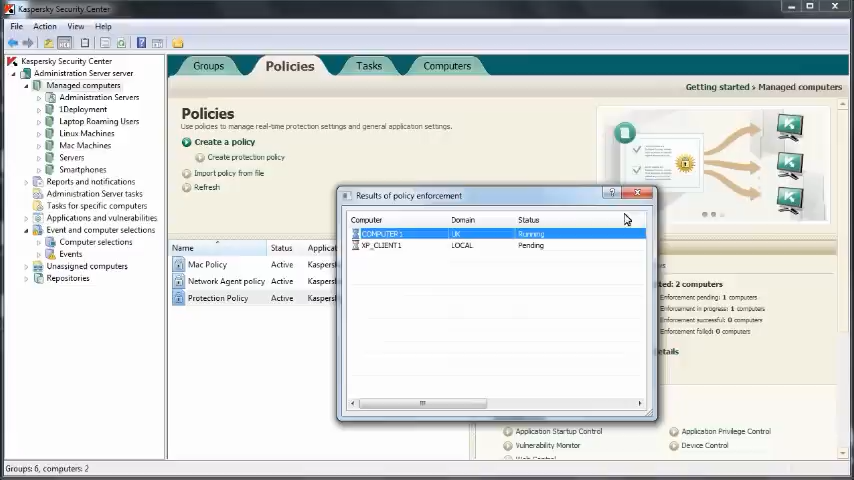 Kaspersky Security Center
File Action View Help
Kaspersky Security Center
Administration Server server
Managed computers
Administration Servers
1Deployment
Laptop Roaming Users
Linux Machines
Mac Machines
Servers
Smartphones
Reports and notifications
Administration Server tasks
Tasks for specific computers
Applications and vulnerabilities
Event and computer selections
Computer selections
Events
Unassigned computers
Repositories
Groups Policies Tasks Computers
Getting started > Managed computers
Policies
Use policies to manage real-time protection settings and general application settings.
Create a policy
Create protection policy
Import policy from file
Refresh
Name Status Applica
Mac Policy Active Kaspers
Network Agent policy Active Kaspers
Protection Policy Active Kaspers
Results of policy enforcement
Computer Domain Status
COMPUTER1 UK Running
XP_CLIENT1 LOCAL Pending
ted: 2 computers
Enforcement pending: 1 computers
Enforcement in progress: 1 computers
Enforcement successful: 0 computers
Enforcement failed: 0 computers
etails
Application Startup Control
Application Privilege Control
Vulnerability Monitor
Device Control
Groups: 6, computers: 2